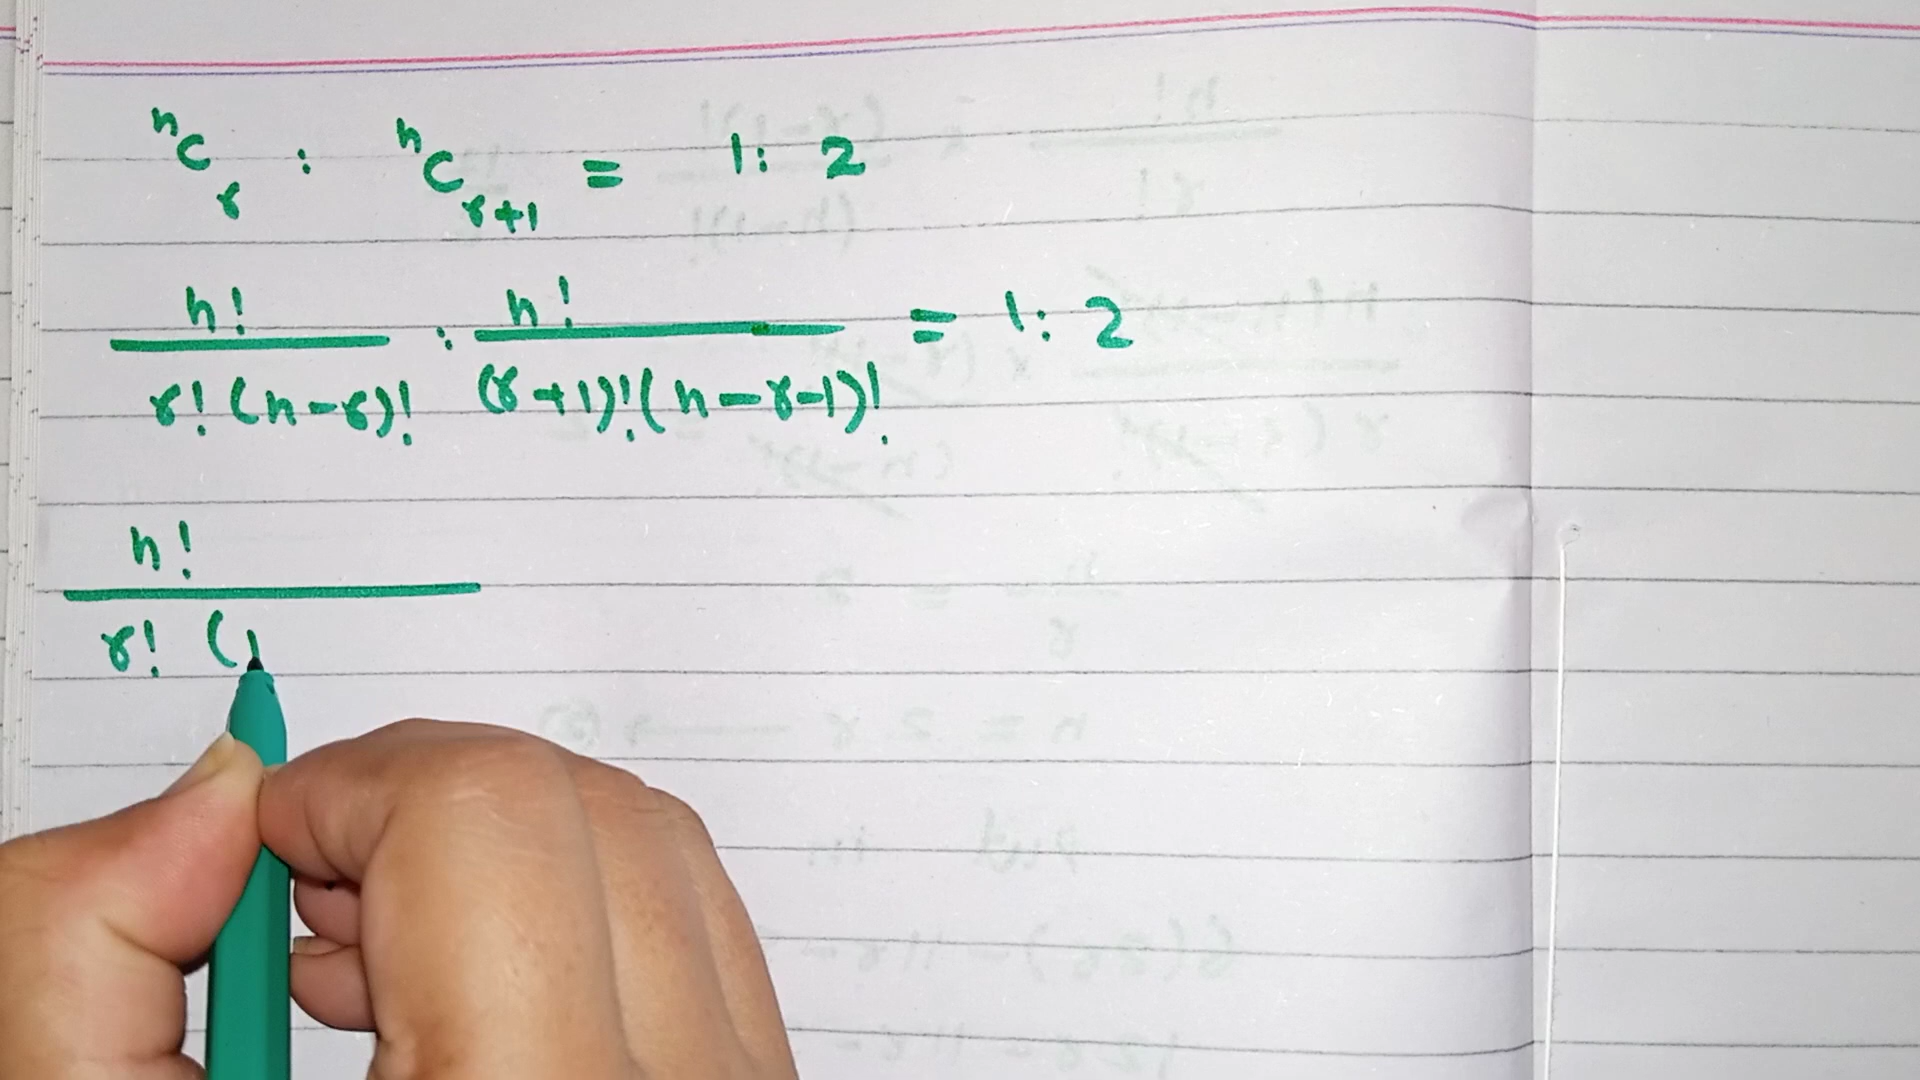 ⁿCᵣ : ⁿCᵣ₊₁ = 1 : 2
n! / r! (n-r)! : n! / (r+1)! (n-r-1)! = 1 : 2
n! / r! (